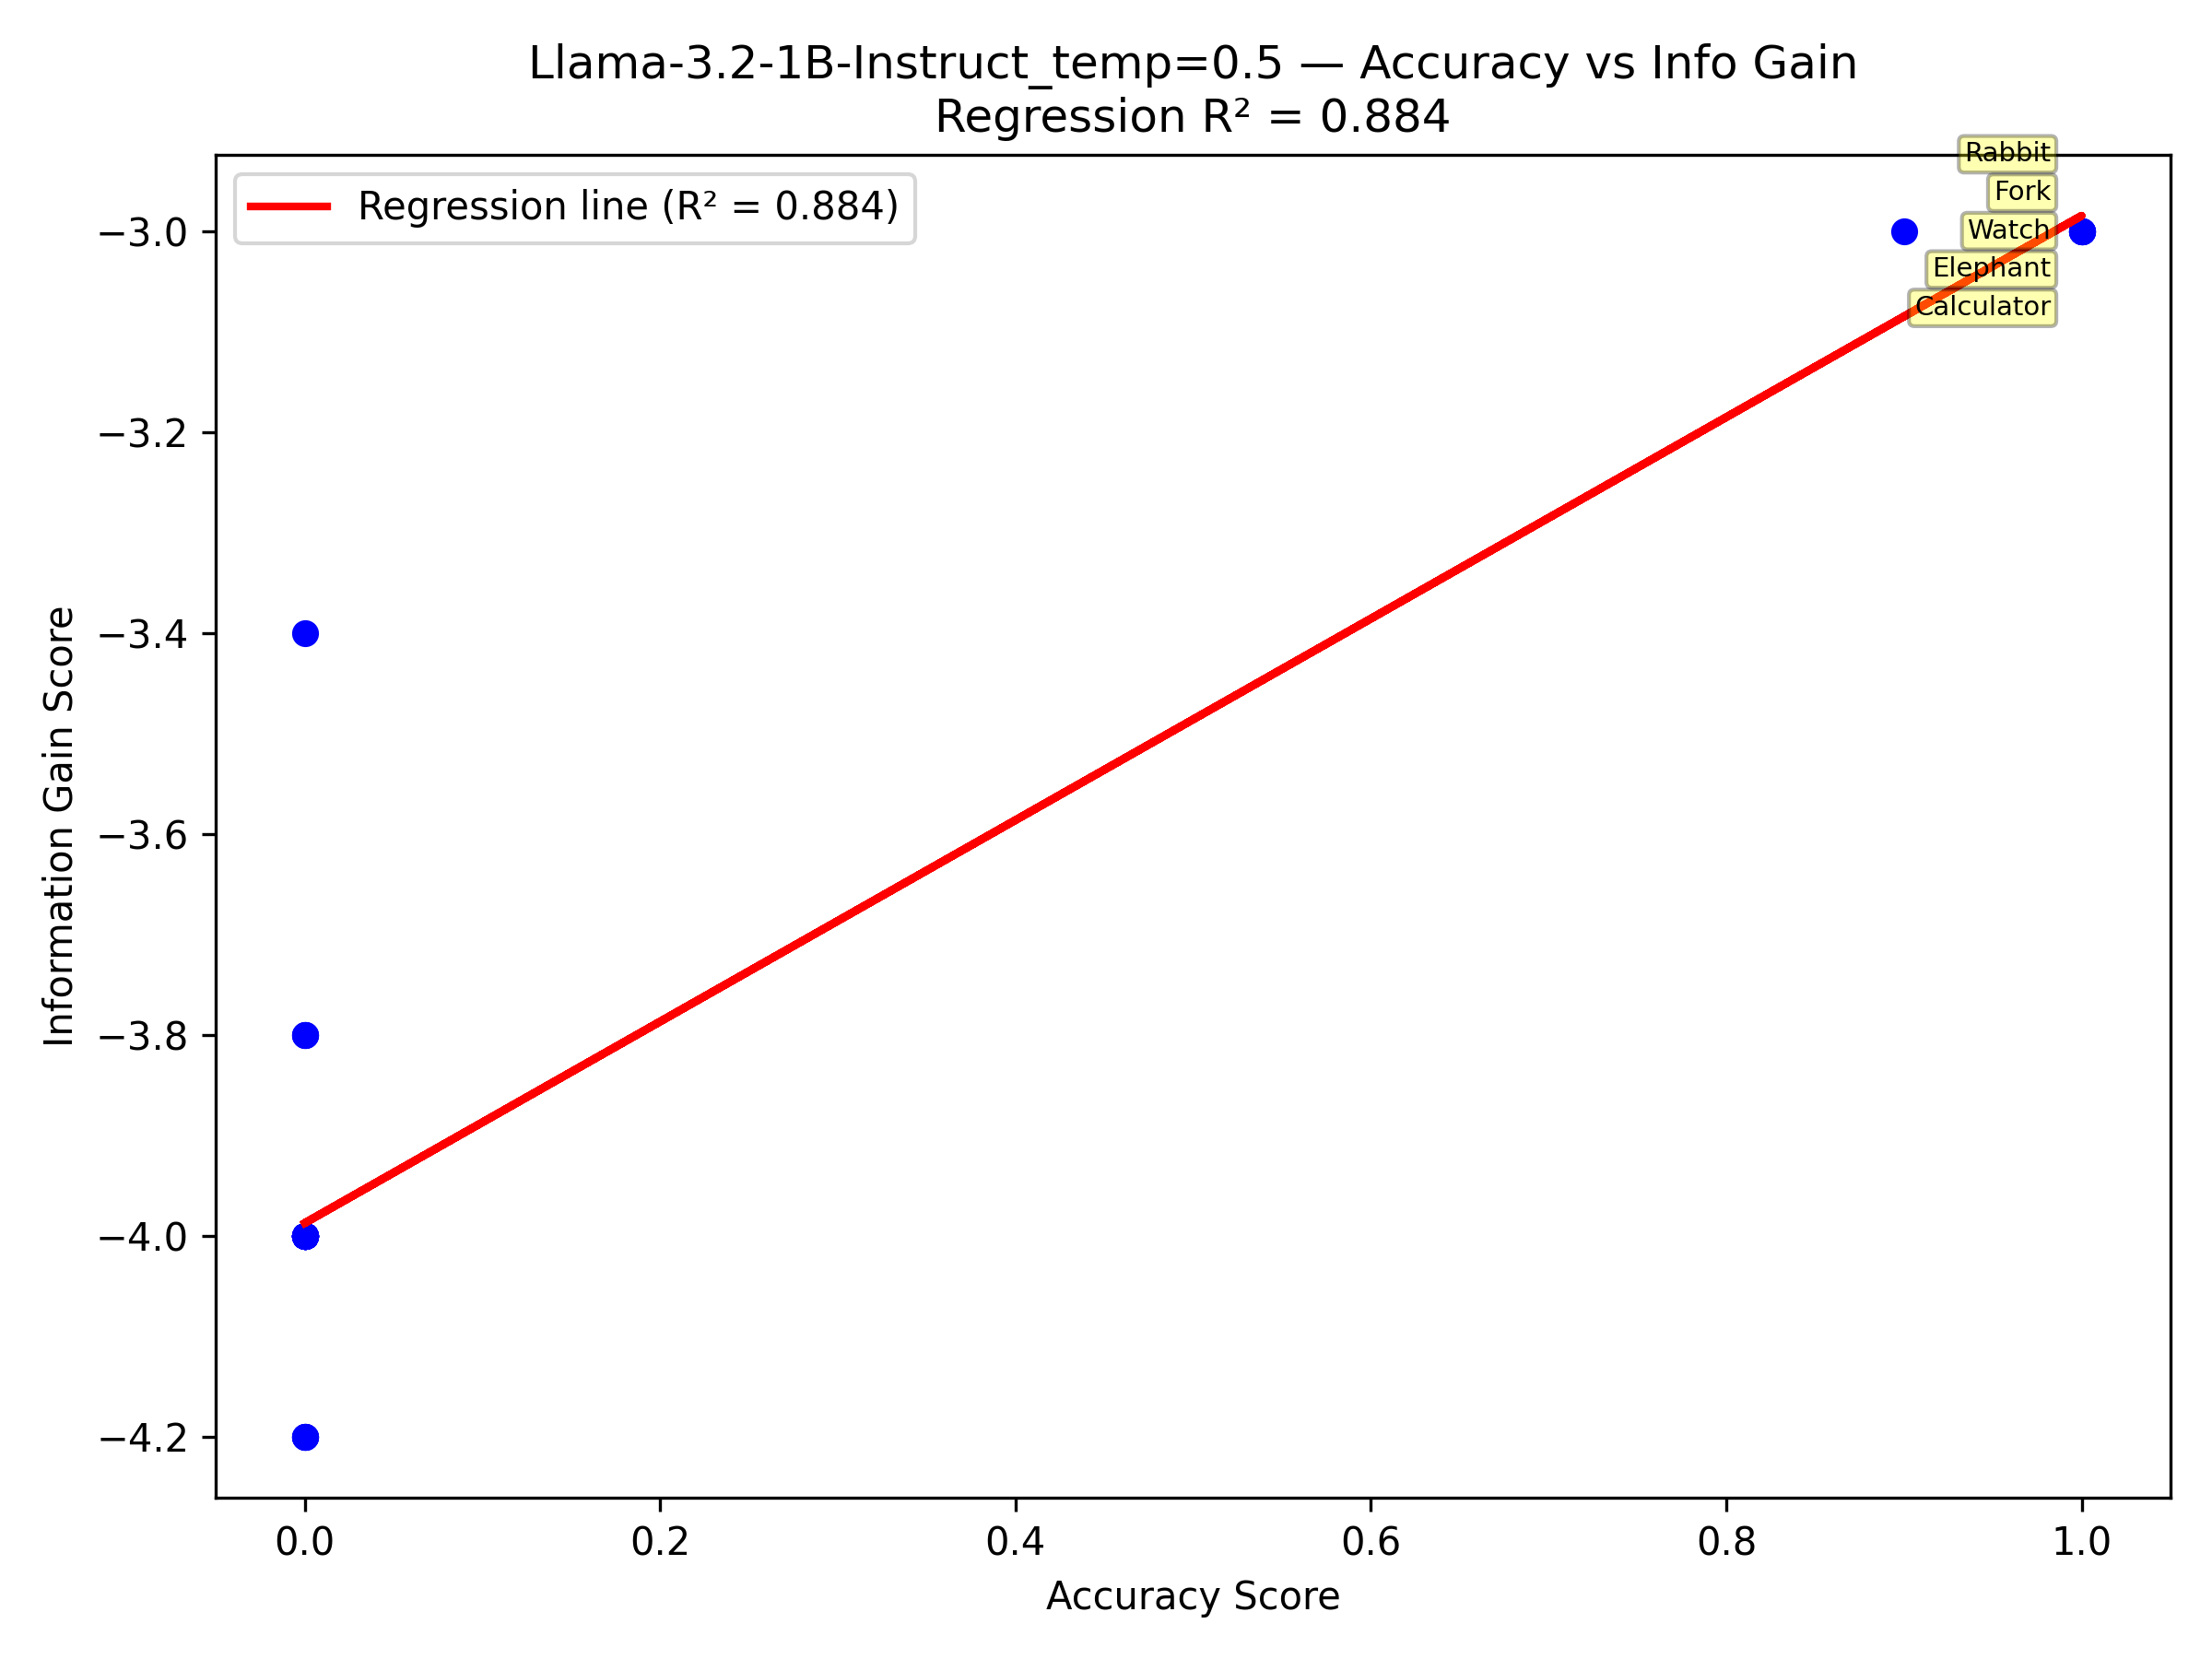 Llama-3.2-1B-Instruct_temp=0.5 — Accuracy vs Info Gain
Regression R² = 0.884
Regression line (R² = 0.884)
Rabbit
Fork
Watch
Elephant
Calculator
Information Gain Score
−3.0
−3.2
−3.4
−3.6
−3.8
−4.0
−4.2
0.0 0.2 0.4 0.6 0.8 1.0
Accuracy Score